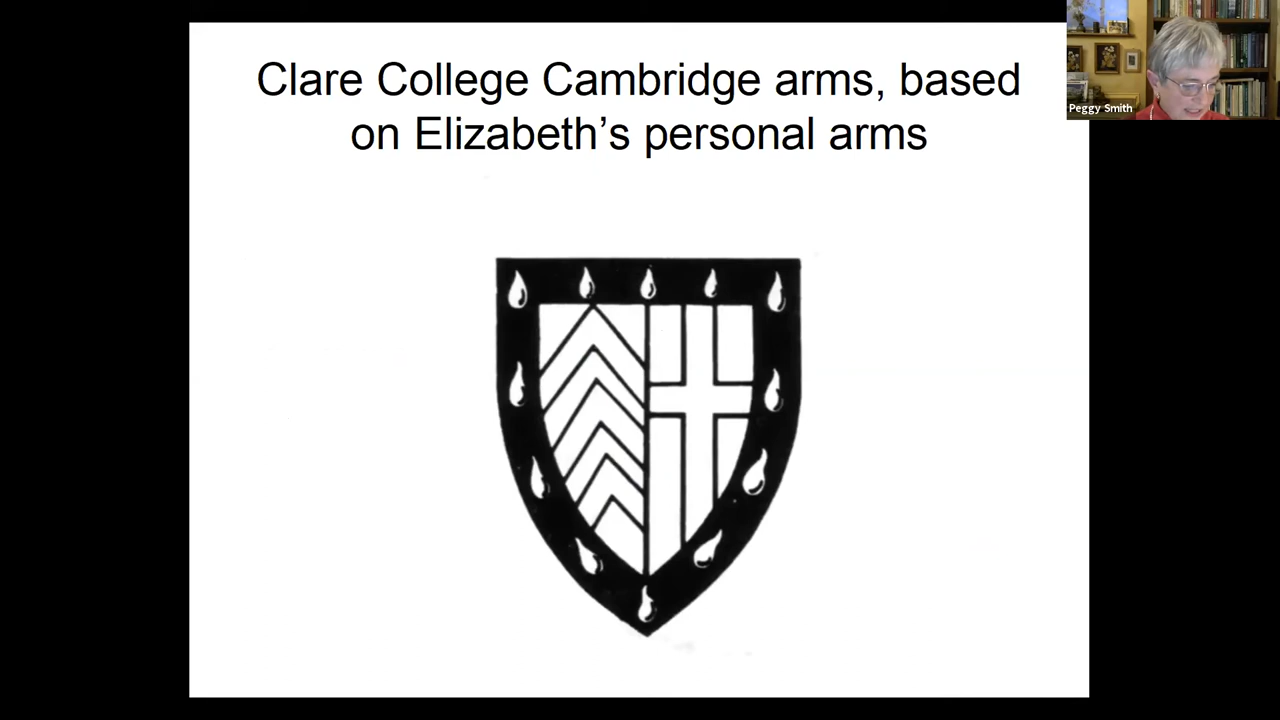 Clare College Cambridge arms, based
on Elizabeth’s personal arms
Peggy Smith